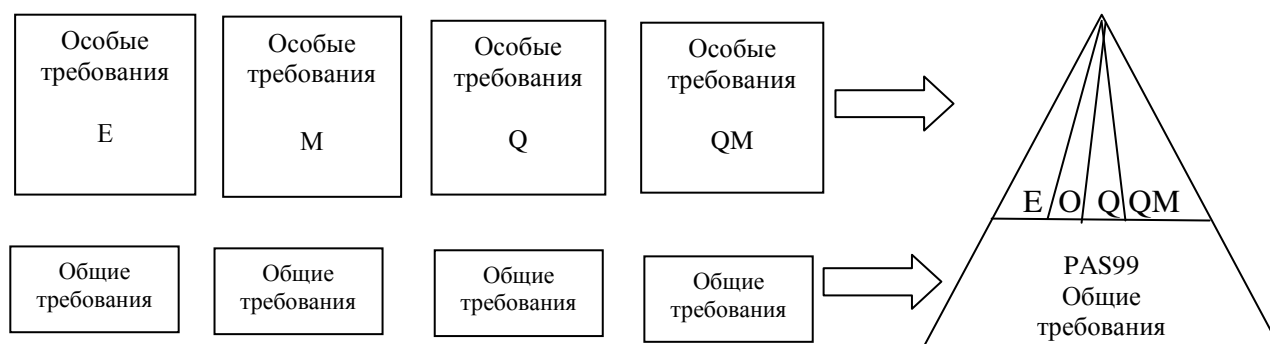 Особые
требования
E
Особые
требования
M
Особые
требования
Q
Особые
требования
QM
E O Q QM
Общие
требования
Общие
требования
Общие
требования
Общие
требования
PAS99
Общие
требования